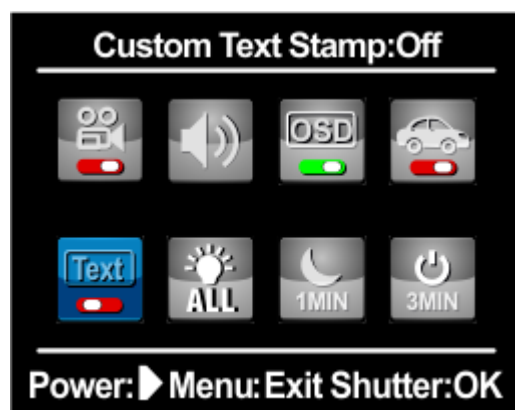 Custom Text Stamp:Off
OSD
Text
ALL
1MIN
3MIN
Power: Menu:Exit Shutter:OK